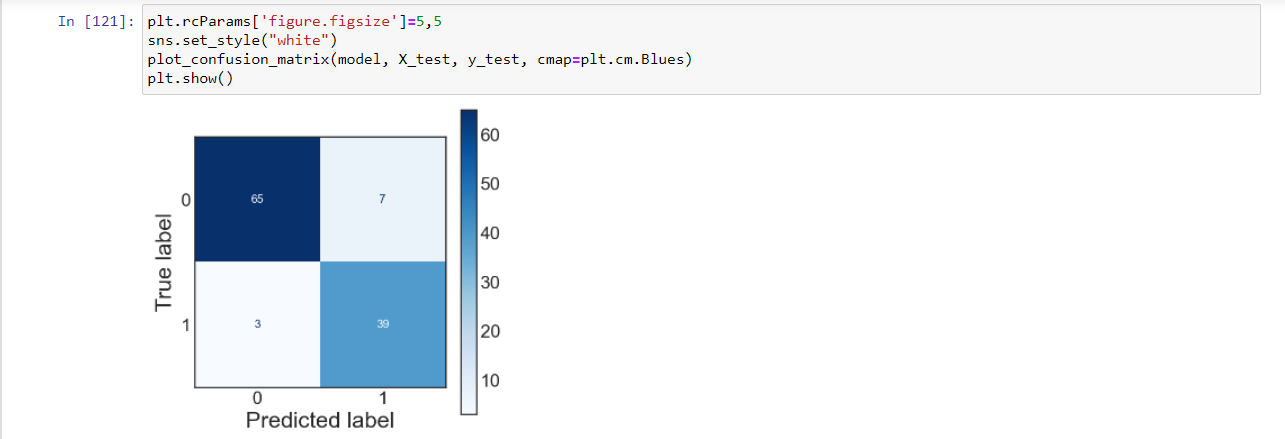 In [121]:
plt.rcParams['figure.figsize']=5,5
sns.set_style("white")
plot_confusion_matrix(model, X_test, y_test, cmap=plt.cm.Blues)
plt.show()
60
50
40
30
20
10
True label
0
65
7
1
3
39
0
1
Predicted label